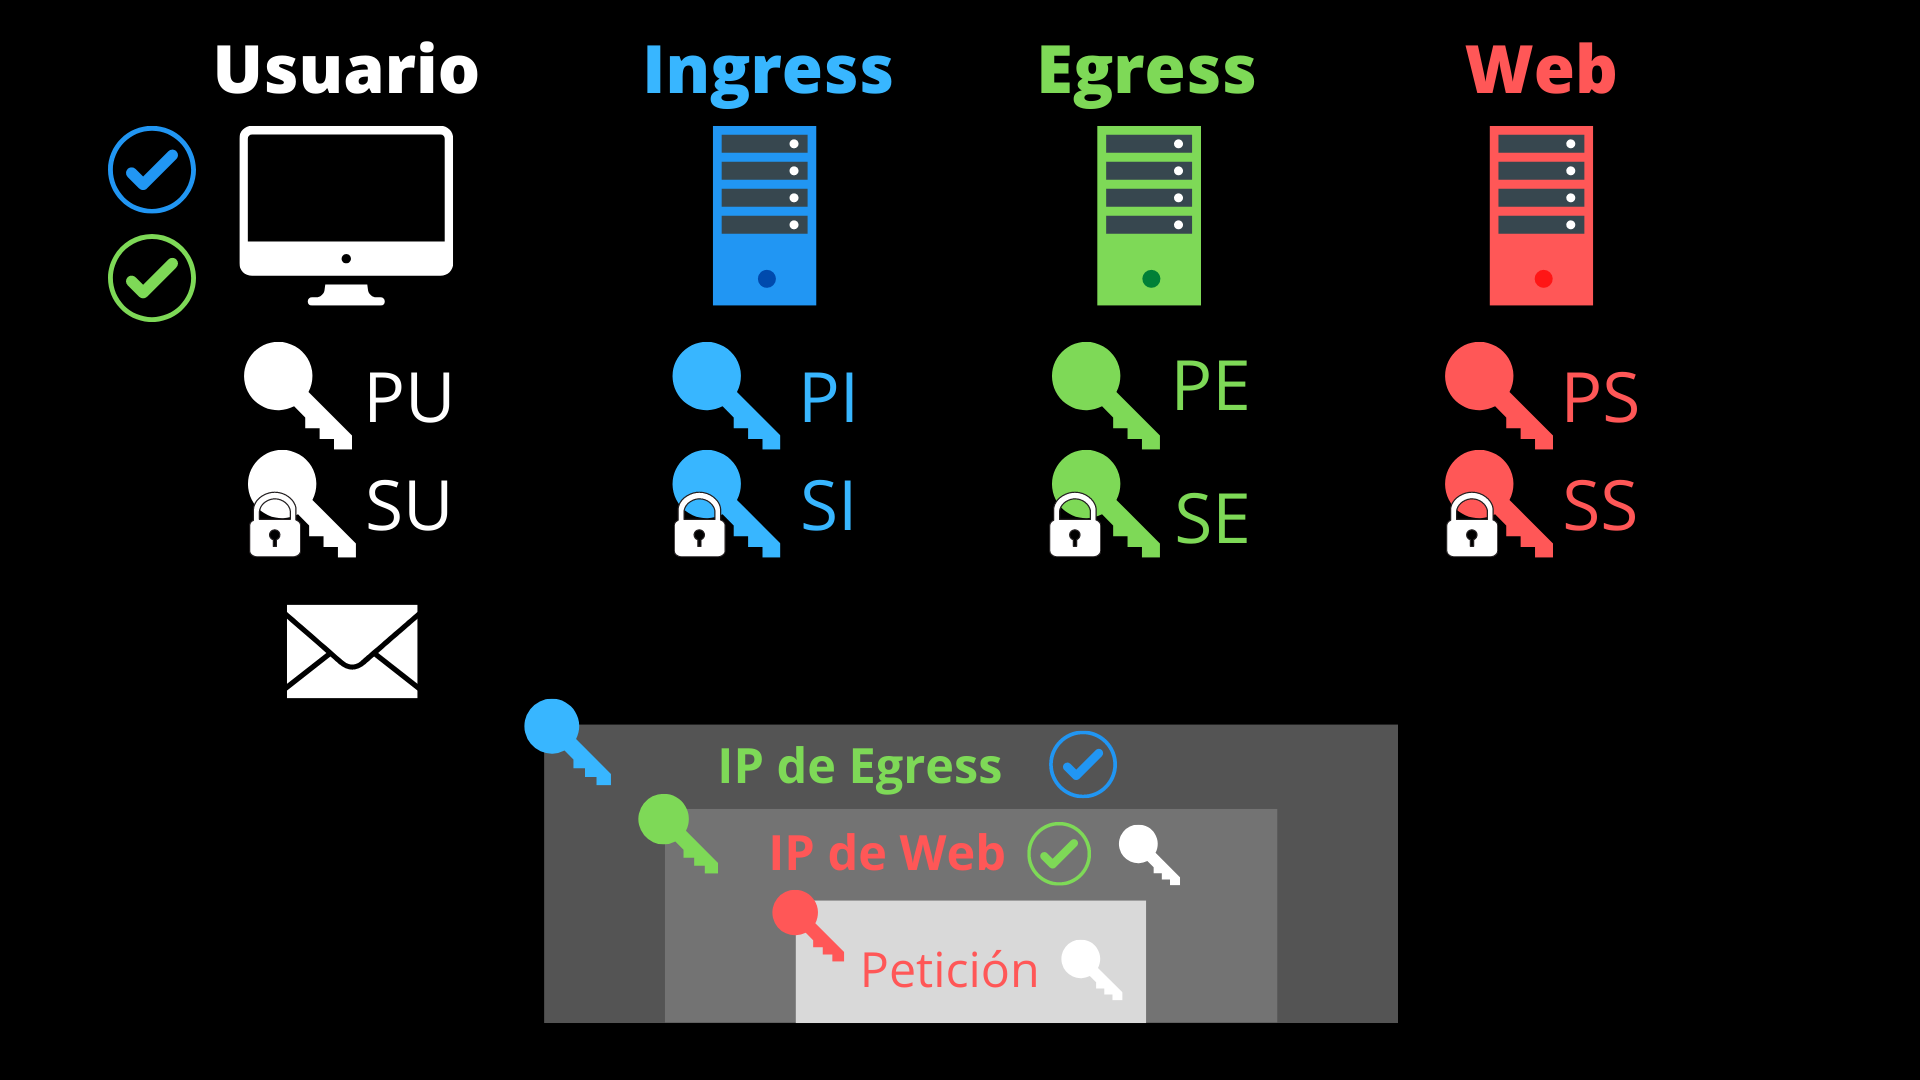 Usuario Ingress Egress Web
PU PI PE PS
SU SI SE SS
IP de Egress
IP de Web
Petición